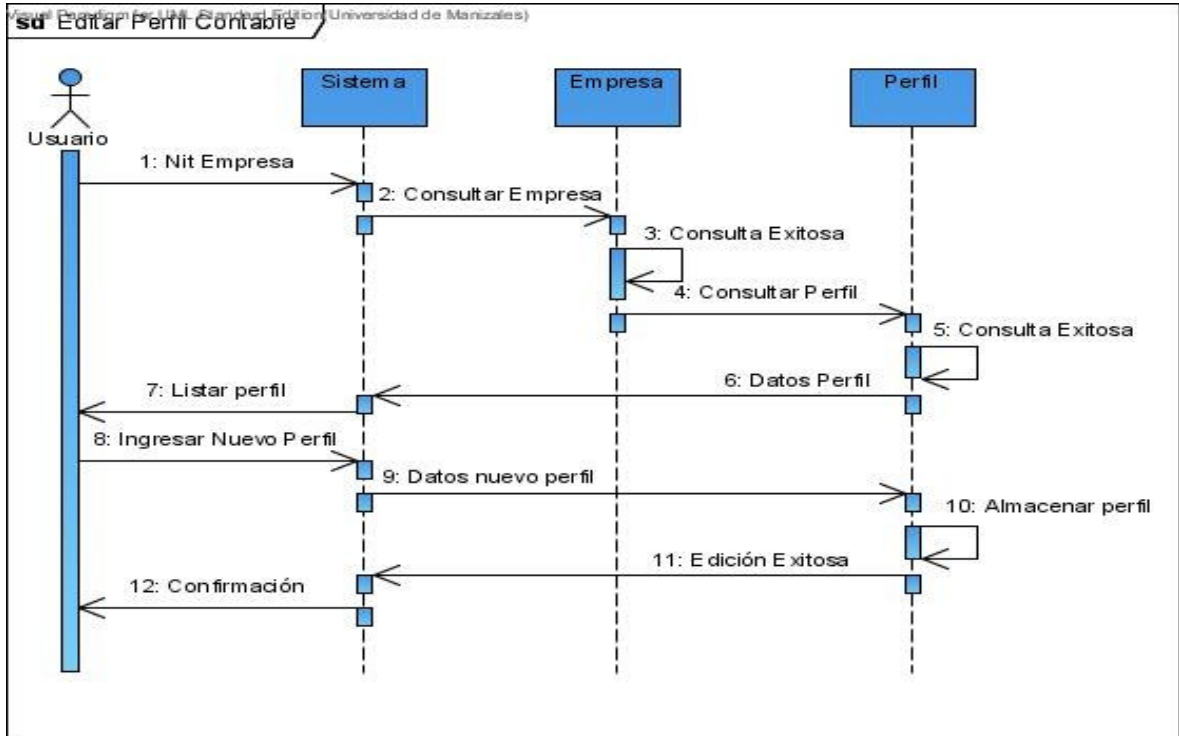 Visual Paradigm for UML Standard Edition(Universidad de Manizales)
sd Editar Perfil Contable
Sistema
Empresa
Perfil
Usuario
1: Nit Empresa
2: Consultar Empresa
3: Consulta Exitosa
4: Consultar Perfil
5: Consulta Exitosa
6: Datos Perfil
7: Listar perfil
8: Ingresar Nuevo Perfil
9: Datos nuevo perfil
10: Almacenar perfil
11: Edición Exitosa
12: Confirmación